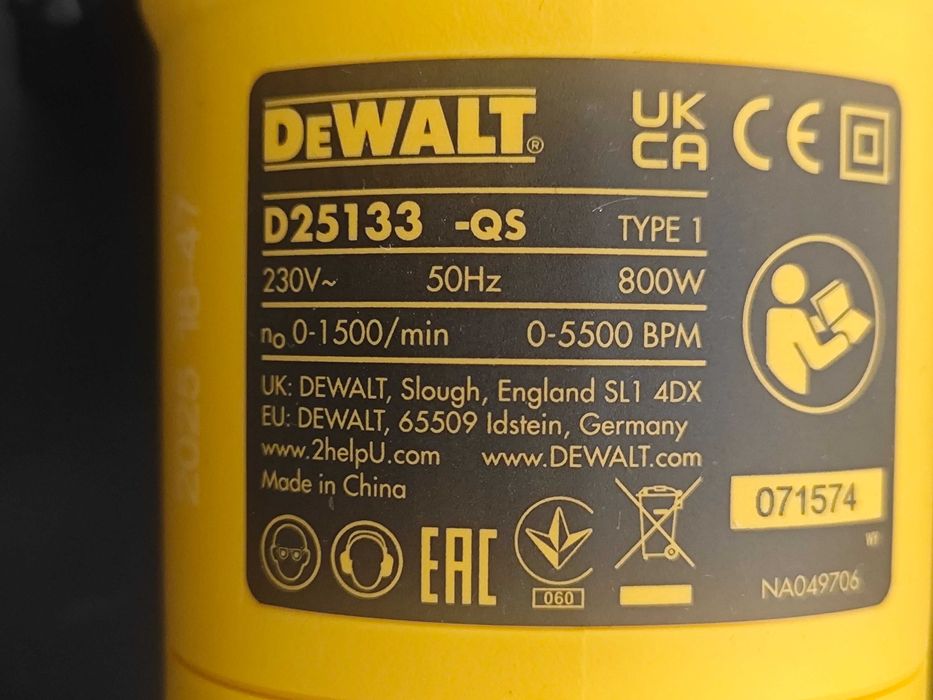 DEWALT®
UK
CA
CE
D25133 -QS TYPE 1
230V~ 50Hz 800W
n₀ 0-1500/min 0-5500 BPM
UK: DEWALT, Slough, England SL1 4DX
EU: DEWALT, 65509 Idstein, Germany
www.2helpU.com www.DEWALT.com
Made in China
071574
EAC
060
NA049706